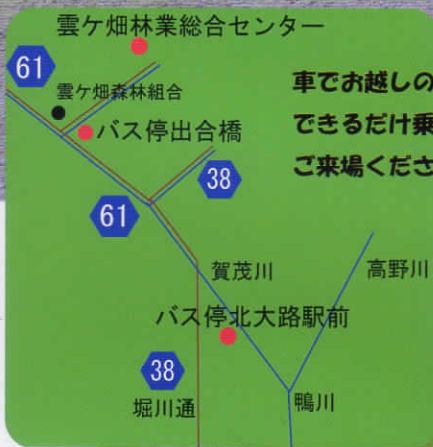 雲ケ畑林業総合センター
61
雲ケ畑森林組合
バス停出合橋
車でお越しの
できるだけ乗
ご来場くださ
38
61
賀茂川
高野川
バス停北大路駅前
38
堀川通
鴨川